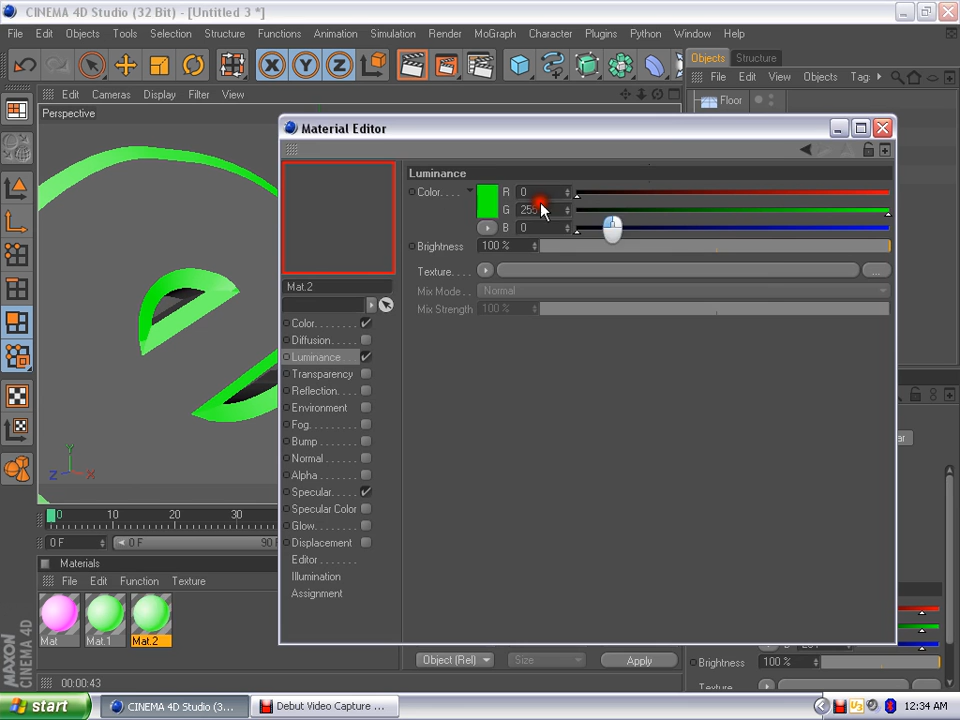 CINEMA 4D Studio (32 Bit) - [Untitled 3 *]
File Edit Objects Tools Selection Structure Functions Animation Simulation Render MoGraph Character Plugins Python Window Help
X Y Z
Objects Structure
File Edit View Objects Tag
Floor
Edit Cameras Display Filter View
Perspective
Material Editor
Luminance
Color. . . . R 0
G 255
B 0
Brightness 100 %
Texture. . . . ...
Mix Mode . . Normal
Mix Strength 100 %
Mat.2
Color. . . . . . .
Diffusion. . . . .
Luminance . . .
Transparency
Reflection. . . .
Environment
Fog. . . . . . . .
Bump . . . . . . .
Normal . . . . . .
Alpha . . . . . . .
Specular. . . . .
Specular Color
Glow. . . . . . . .
Displacement
Editor . . . . . . .
Illumination
Assignment
Y
Z X
0 10 20 30
0 F 0 F 90 F
Materials
File Edit Function Texture
Mat Mat.1 Mat.2
Object (Rel) Size Apply
Brightness 100 %
Texture. . . .
MAXON
CINEMA 4D
00:00:43
start CINEMA 4D Studio (3... Debut Video Capture ... 12:34 AM